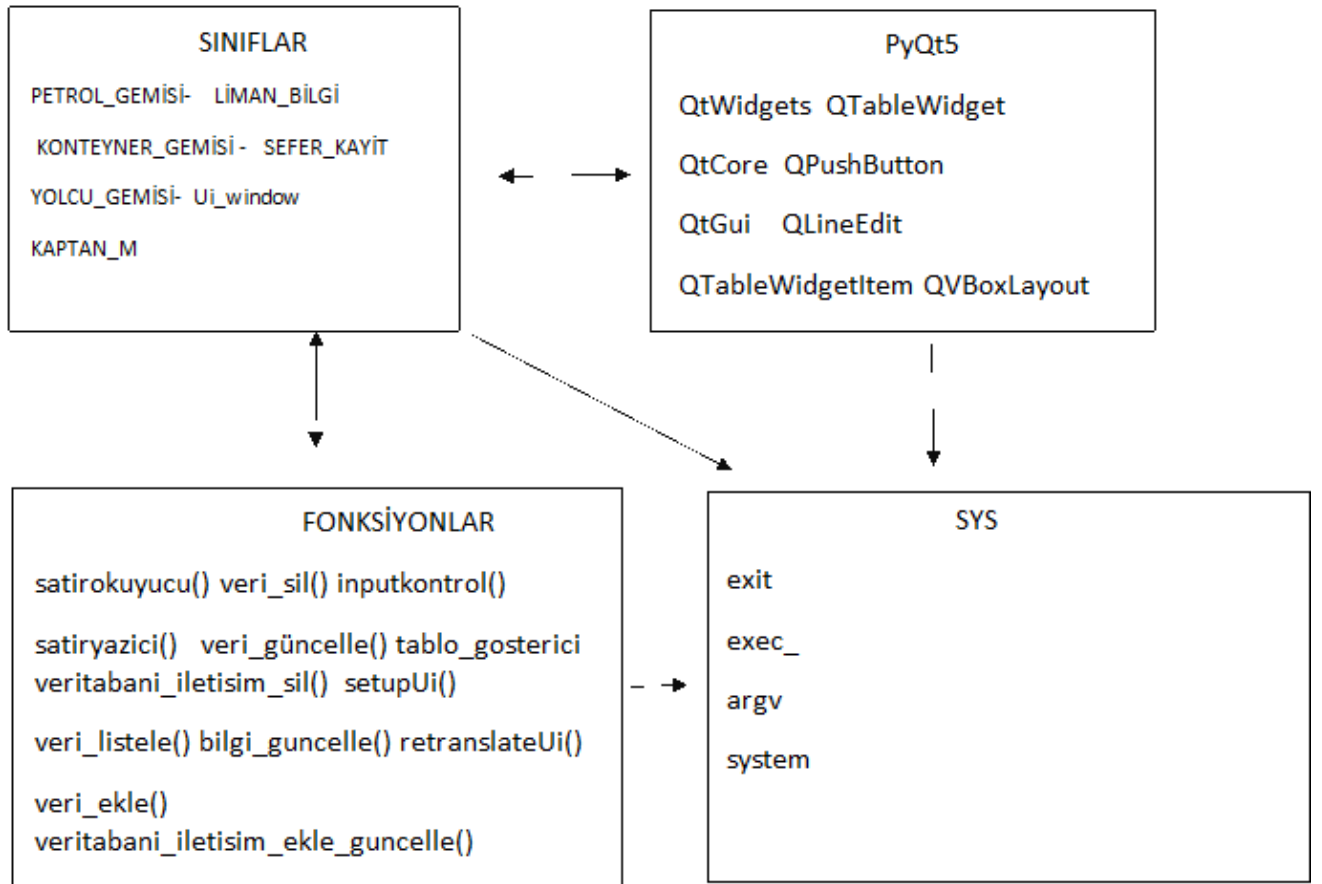 SINIFLAR
PETROL_GEMİSİ- LİMAN_BİLGİ
KONTEYNER_GEMİSİ - SEFER_KAYİT
YOLCU_GEMİSİ- Ui_window
KAPTAN_M
PyQt5
QtWidgets QTableWidget
QtCore QPushButton
QtGui QLineEdit
QTableWidgetItem QVBoxLayout
FONKSİYONLAR
satirokuyucu() veri_sil() inputkontrol()
satiryazici() veri_güncelle() tablo_gosterici
veritabani_iletisim_sil() setupUi()
veri_listele() bilgi_guncelle() retranslateUi()
veri_ekle()
veritabani_iletisim_ekle_guncelle()
SYS
exit
exec_
argv
system